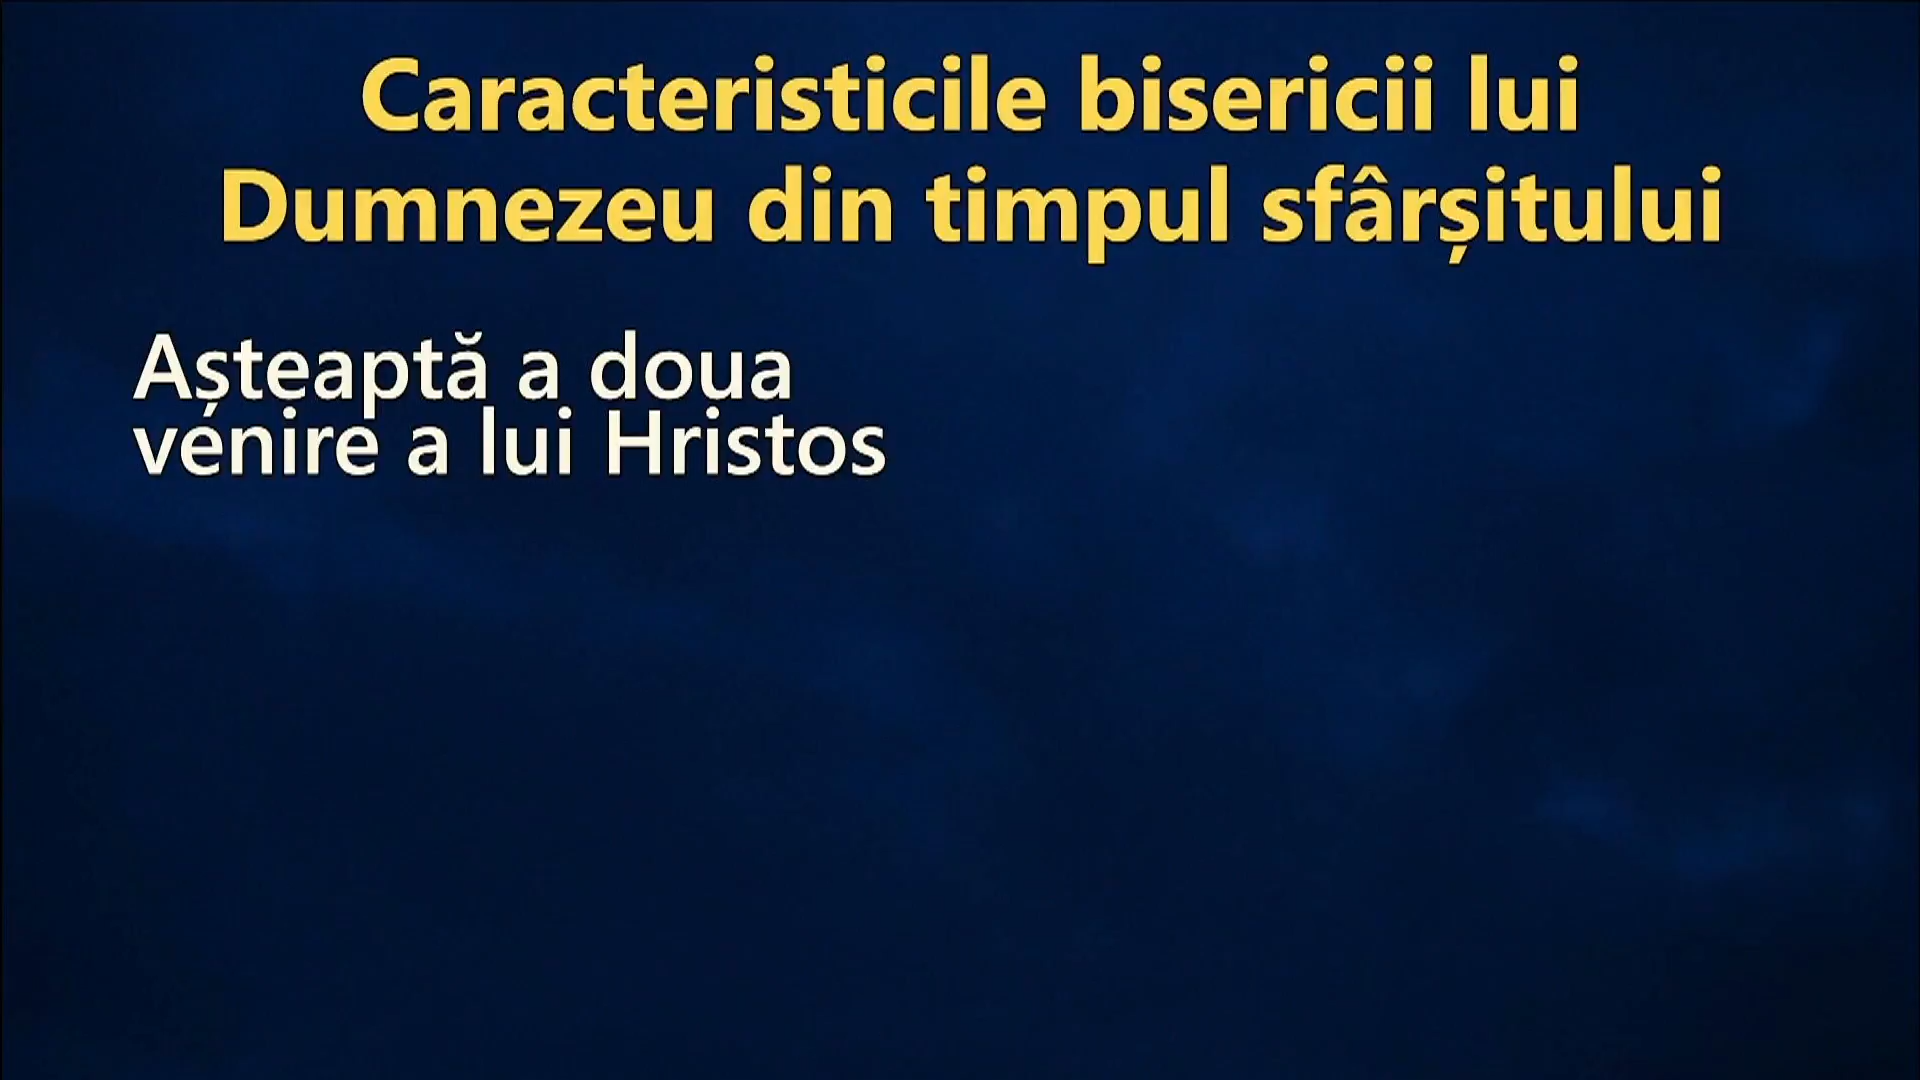 Caracteristicile bisericii lui
Dumnezeu din timpul sfârșitului
Așteaptă a doua
venire a lui Hristos